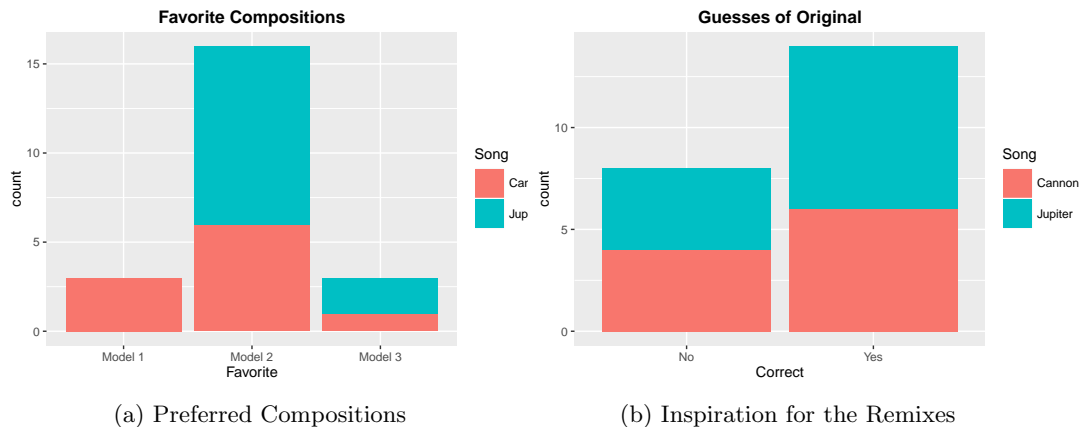 Favorite Compositions
15
10
5
0
count
Model 1
Model 2
Model 3
Favorite
Song
Car
Jup
(a) Preferred Compositions
Guesses of Original
10
5
0
count
No
Yes
Correct
Song
Cannon
Jupiter
(b) Inspiration for the Remixes